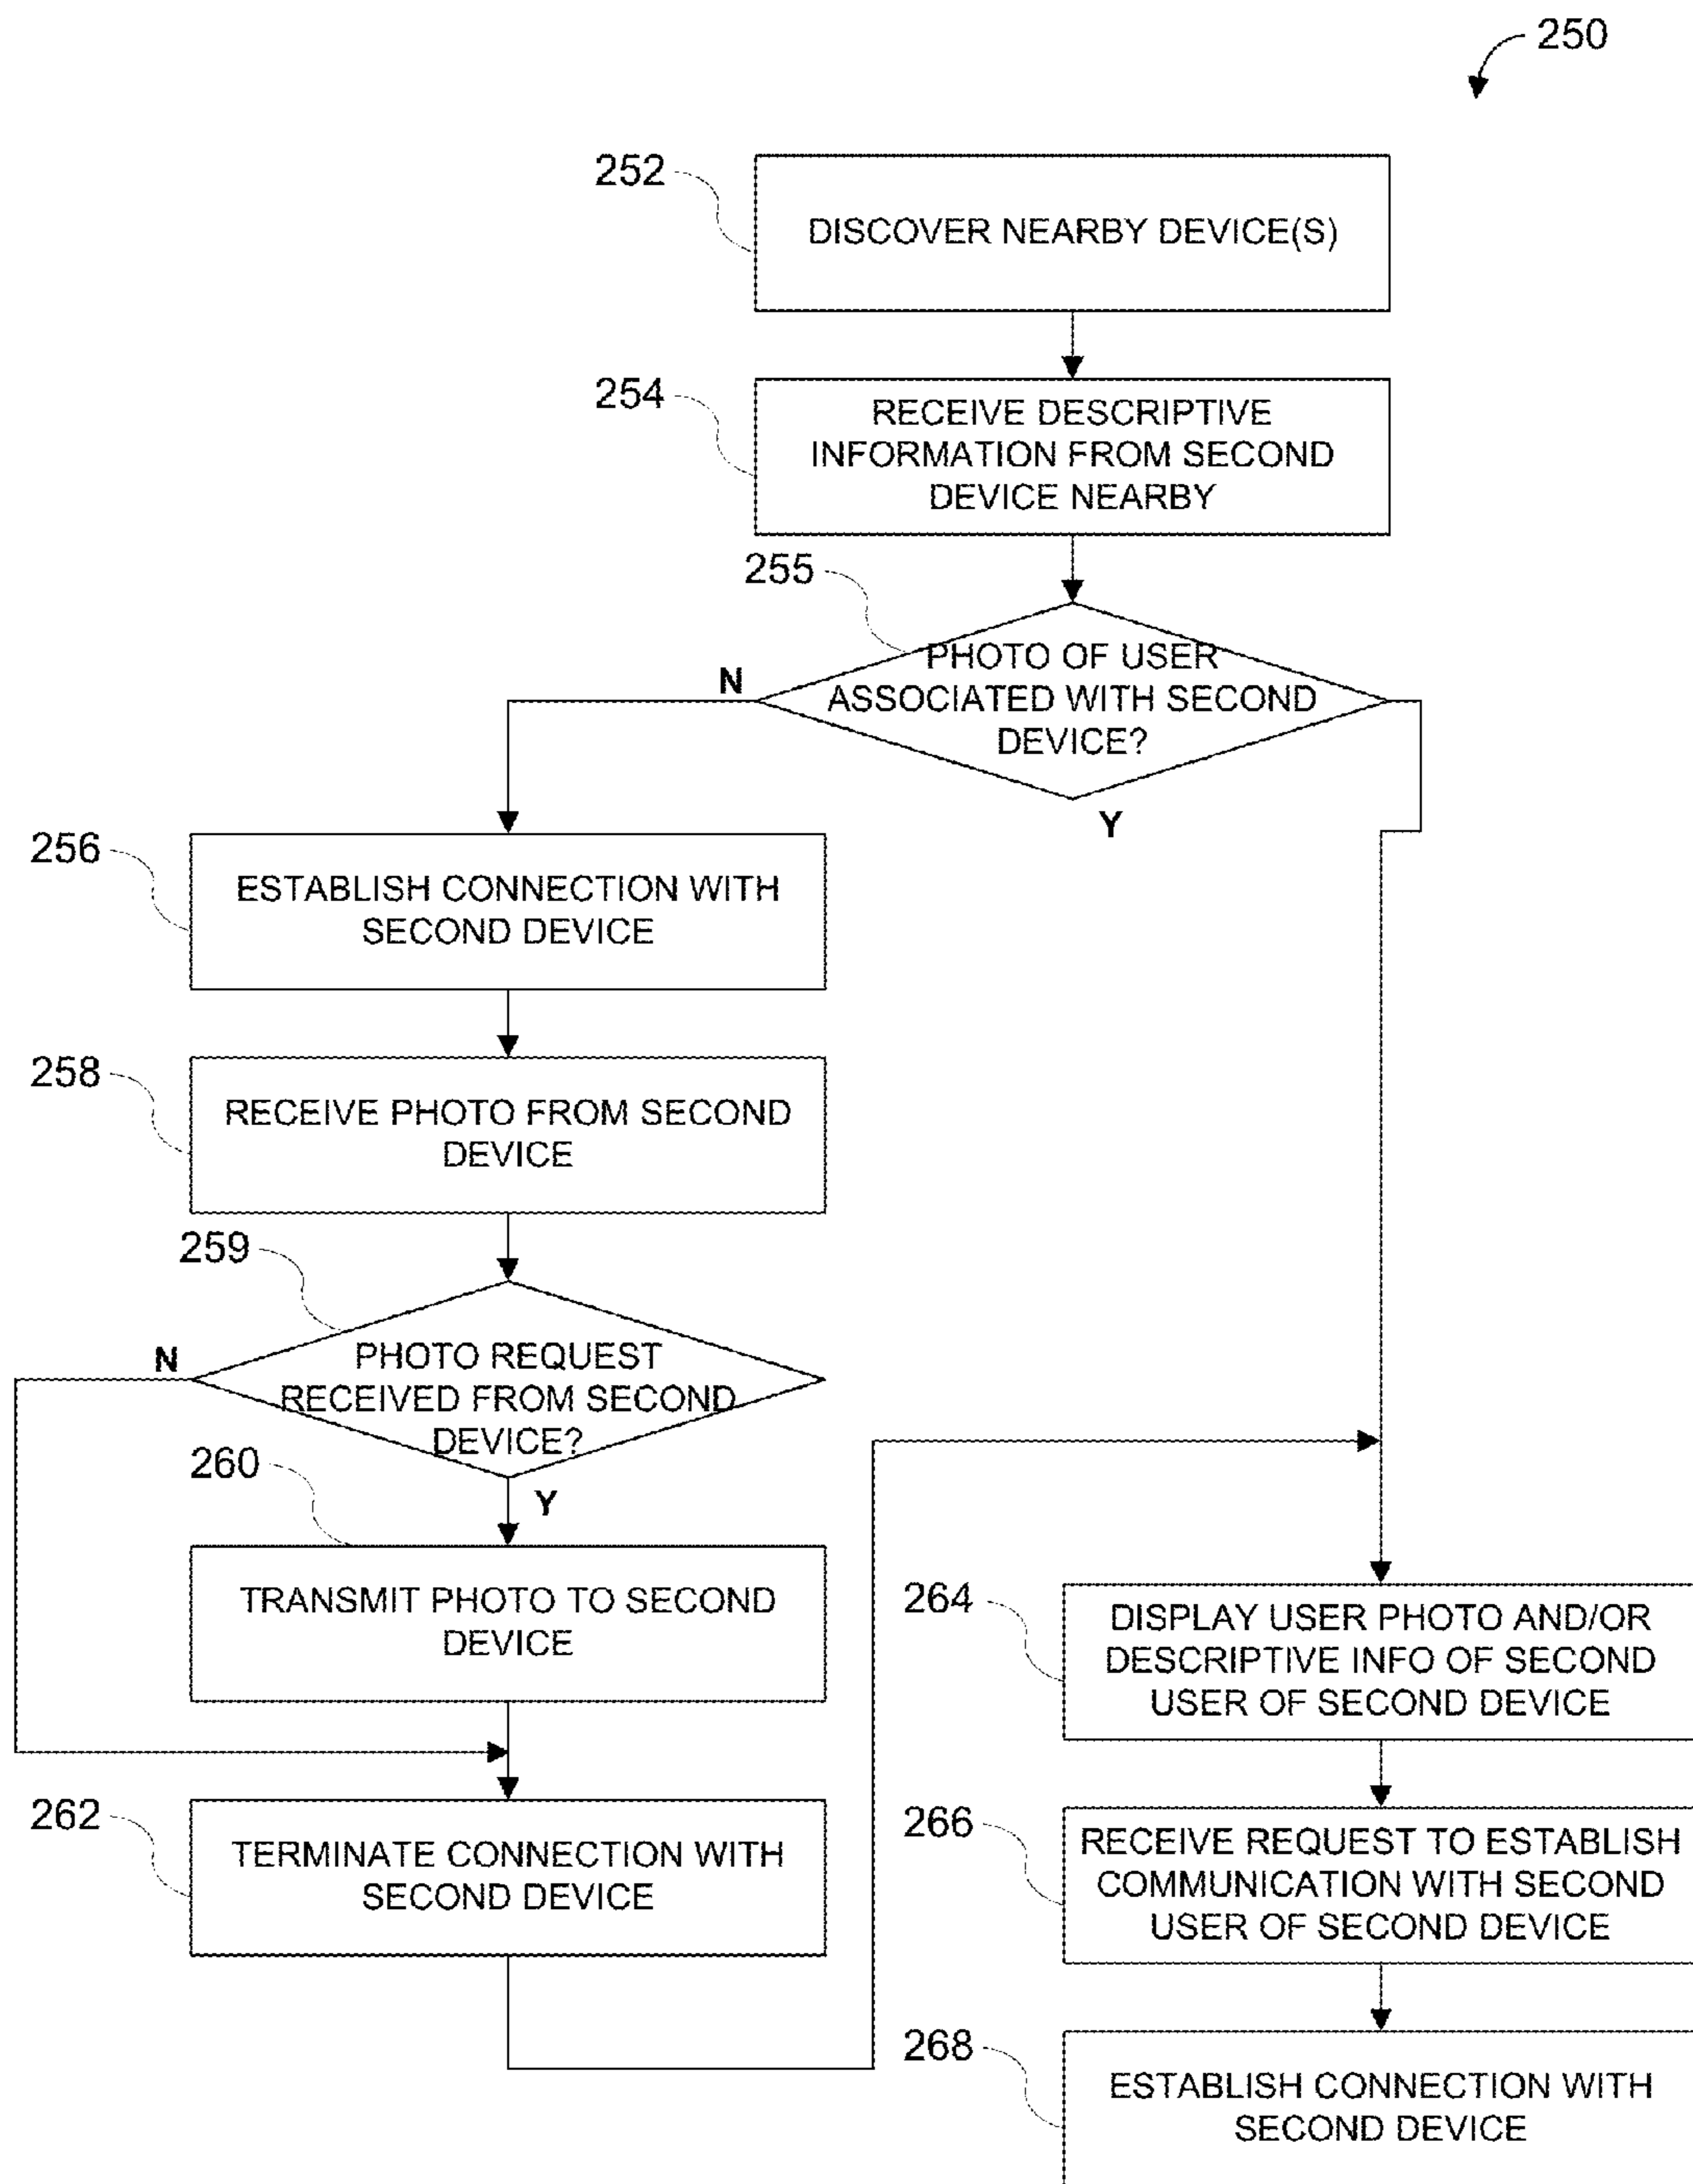 250
252
DISCOVER NEARBY DEVICE(S)
254
RECEIVE DESCRIPTIVE
INFORMATION FROM SECOND
DEVICE NEARBY
255
PHOTO OF USER
ASSOCIATED WITH SECOND
DEVICE?
N
Y
256
ESTABLISH CONNECTION WITH
SECOND DEVICE
258
RECEIVE PHOTO FROM SECOND
DEVICE
259
PHOTO REQUEST
RECEIVED FROM SECOND
DEVICE?
N
Y
260
TRANSMIT PHOTO TO SECOND
DEVICE
262
TERMINATE CONNECTION WITH
SECOND DEVICE
264
DISPLAY USER PHOTO AND/OR
DESCRIPTIVE INFO OF SECOND
USER OF SECOND DEVICE
266
RECEIVE REQUEST TO ESTABLISH
COMMUNICATION WITH SECOND
USER OF SECOND DEVICE
268
ESTABLISH CONNECTION WITH
SECOND DEVICE